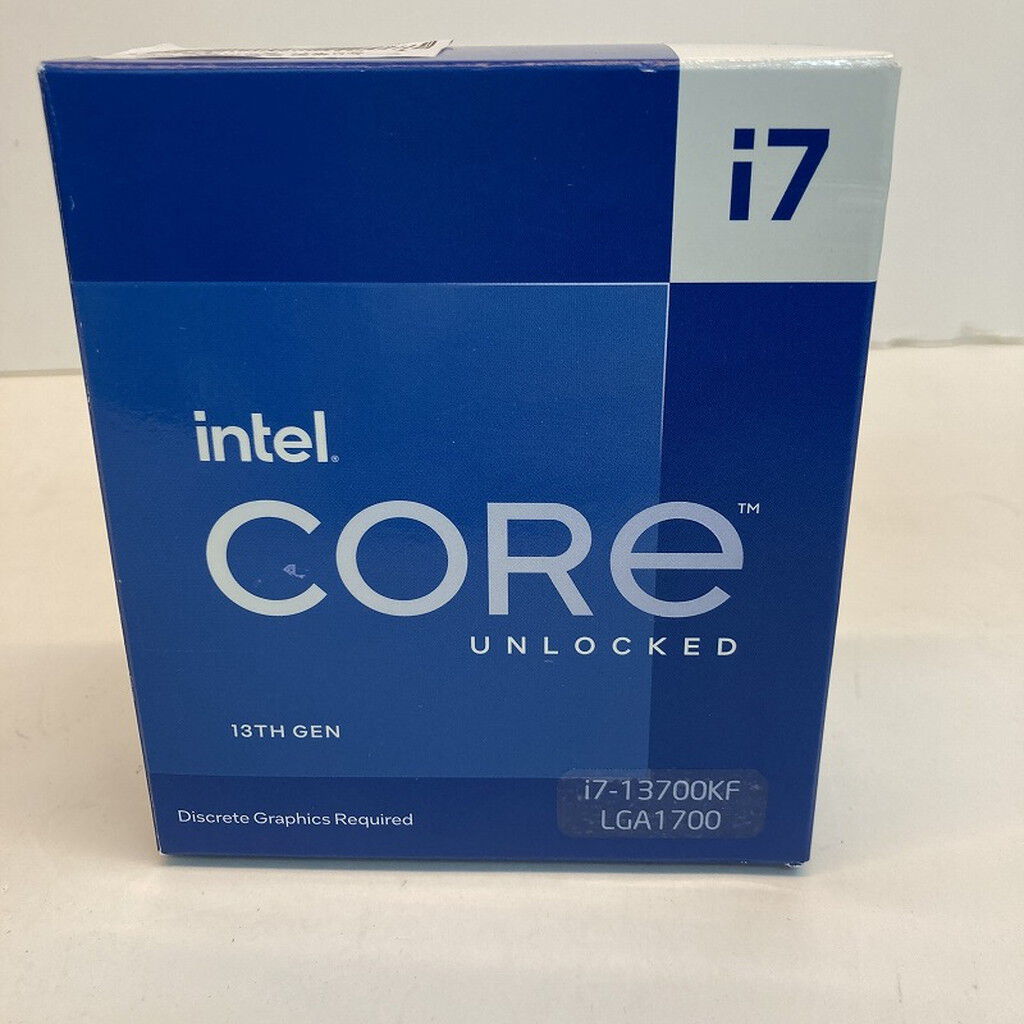 i7
intel®
CORE™
UNLOCKED
13TH GEN
i7-13700KF
Discrete Graphics Required
LGA1700